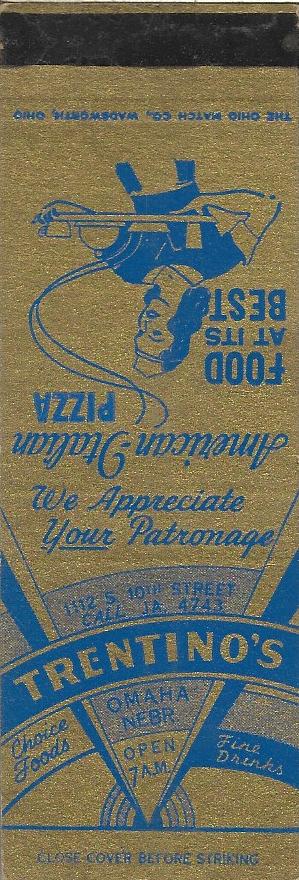 THE OHIO MATCH CO., WADSWORTH, OHIO
FOOD
AT ITS
BEST
American-Italian
PIZZA
We Appreciate
Your Patronage
1112 S. 10TH STREET
CALL JA. 4743
TRENTINO'S
OMAHA
NEBR.
OPEN
7 A.M.
Choice
Foods
Fine
Drinks
CLOSE COVER BEFORE STRIKING